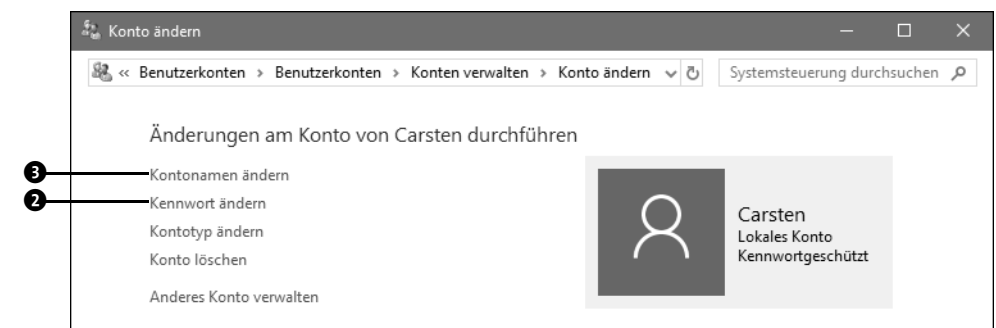 Konto ändern
« Benutzerkonten > Benutzerkonten > Konten verwalten > Konto ändern
Systemsteuerung durchsuchen
Änderungen am Konto von Carsten durchführen
3 Kontonamen ändern
2 Kennwort ändern
Kontotyp ändern
Konto löschen
Anderes Konto verwalten
Carsten
Lokales Konto
Kennwortgeschützt